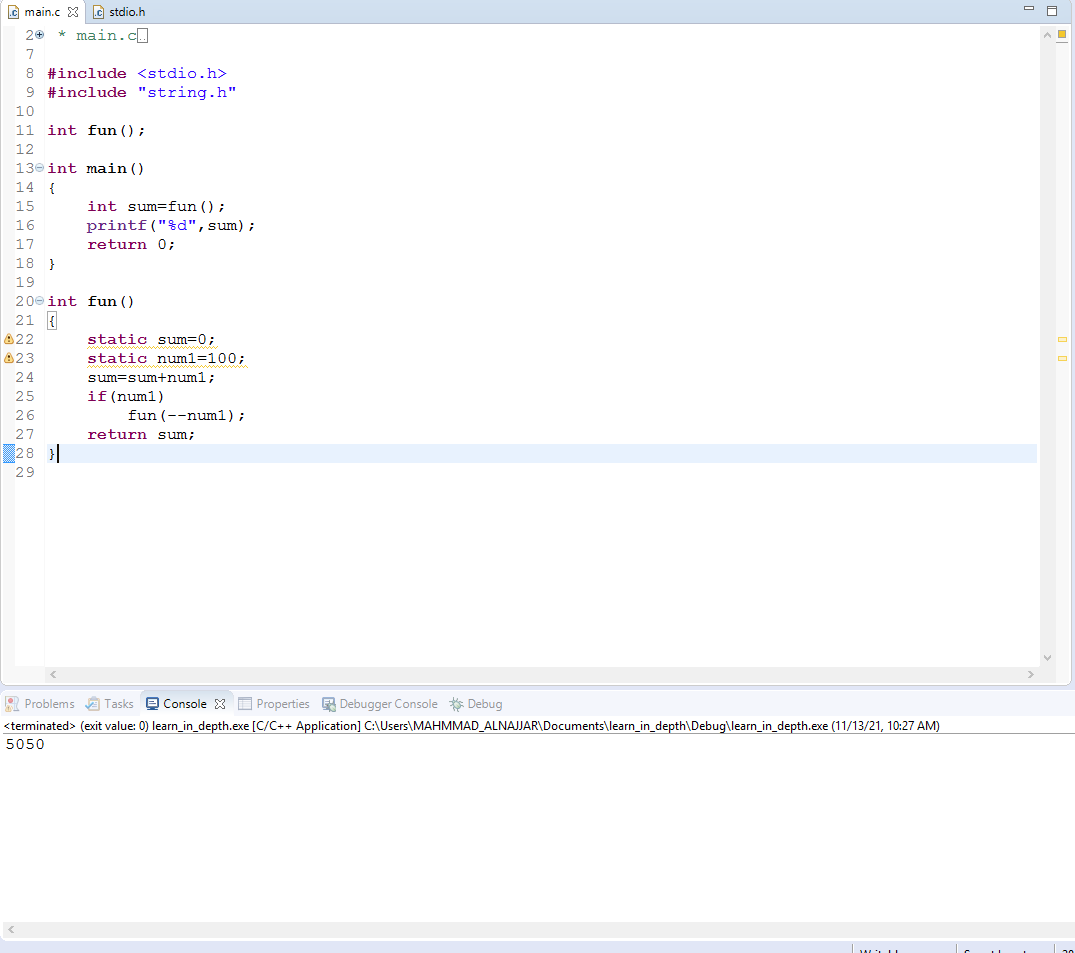 main.c stdio.h
2 * main.c
7
8 #include <stdio.h>
9 #include "string.h"
10
11 int fun();
12
13 int main()
14 {
15     int sum=fun();
16     printf("%d",sum);
17     return 0;
18 }
19
20 int fun()
21 {
22     static sum=0;
23     static num1=100;
24     sum=sum+num1;
25     if(num1)
26         fun(--num1);
27     return sum;
28 }
29
Problems Tasks Console Properties Debugger Console Debug
<terminated> (exit value: 0) learn_in_depth.exe [C/C++ Application] C:\Users\MAHMMAD_ALNAJJAR\Documents\learn_in_depth\Debug\learn_in_depth.exe (11/13/21, 10:27 AM)
5050